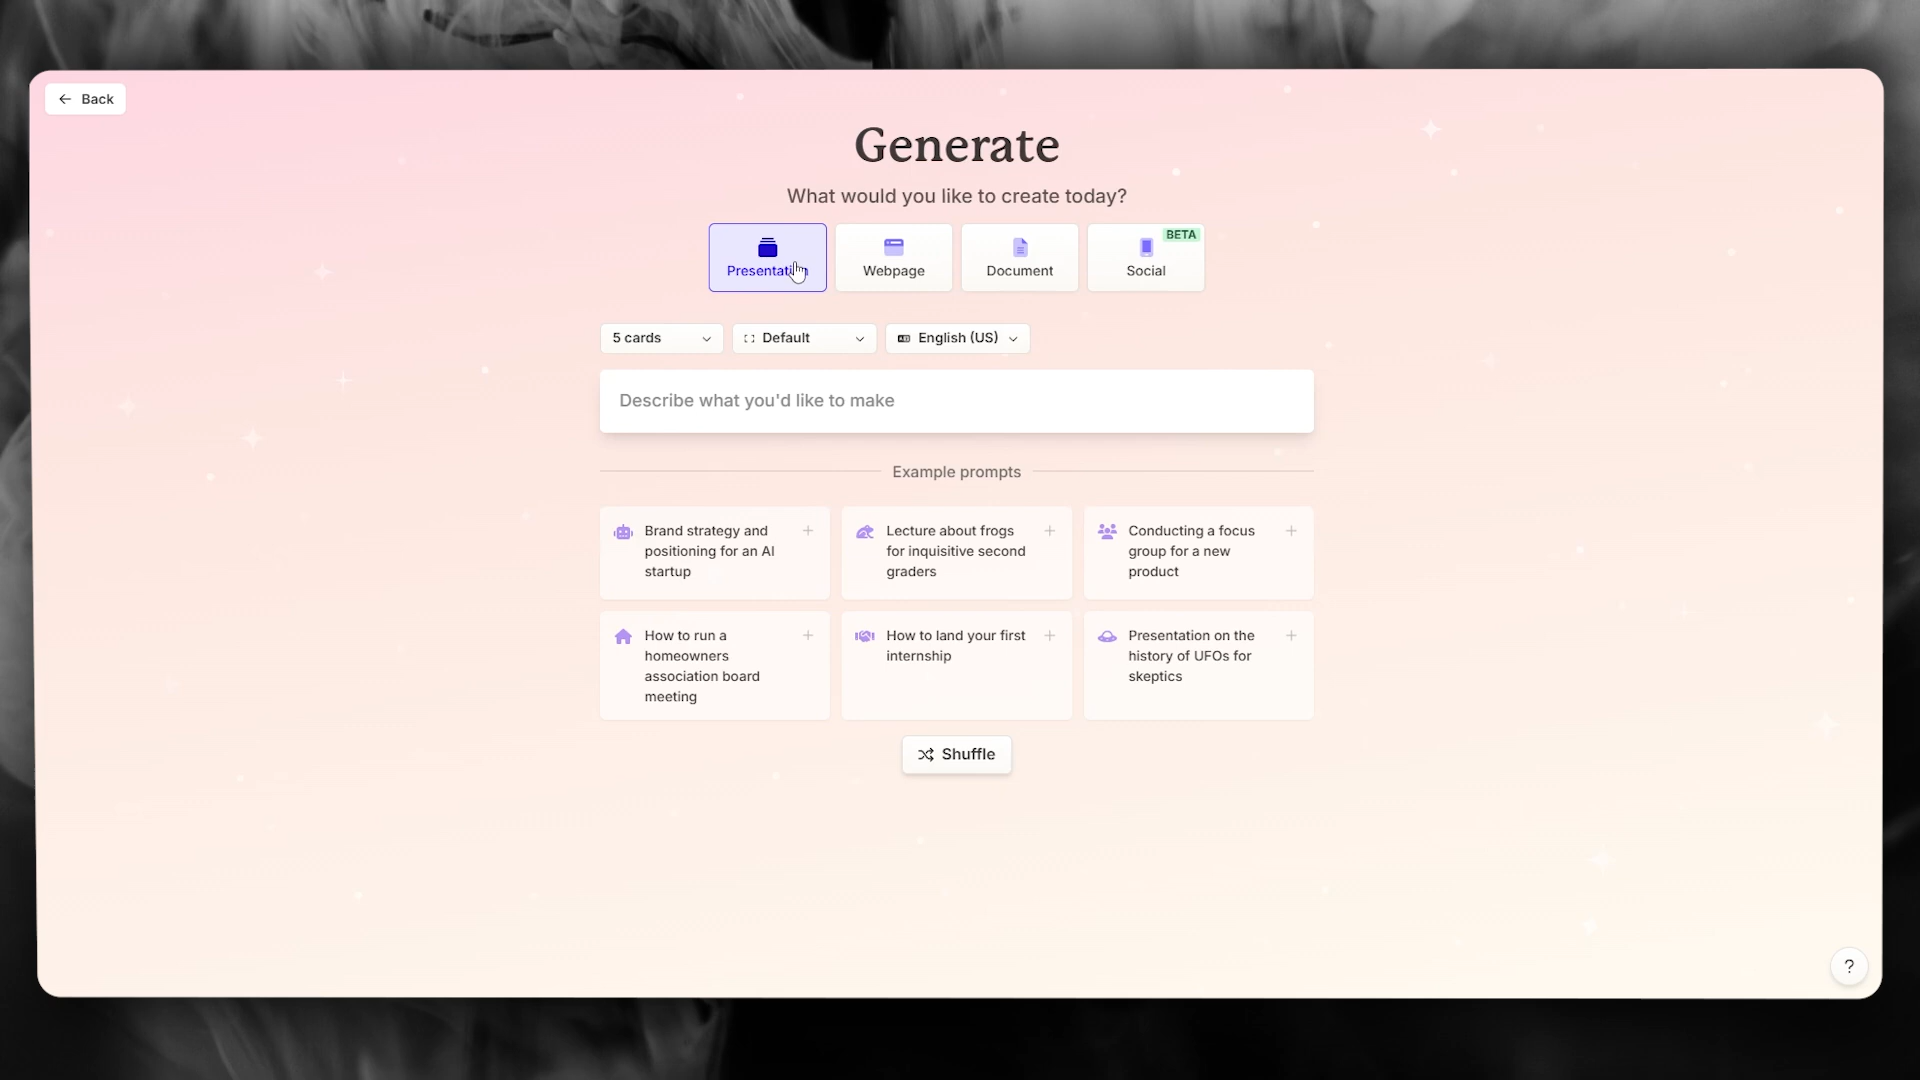 Back
Generate
What would you like to create today?
Presentation
Webpage
Document
BETA
Social
5 cards
Default
English (US)
Describe what you'd like to make
Example prompts
Brand strategy and
positioning for an AI
startup
Lecture about frogs
for inquisitive second
graders
Conducting a focus
group for a new
product
How to run a
homeowners
association board
meeting
How to land your first
internship
Presentation on the
history of UFOs for
skeptics
Shuffle
?